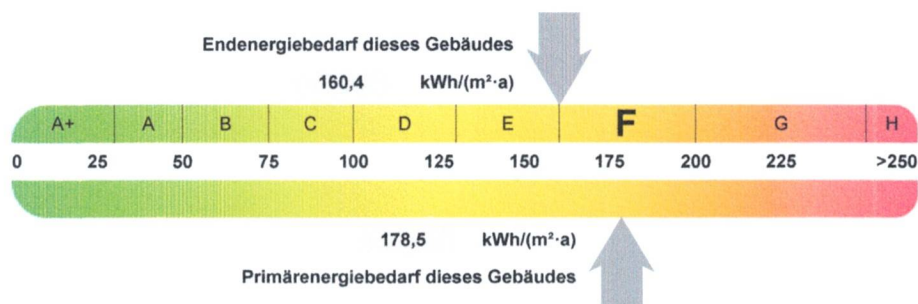 Endenergiebedarf dieses Gebäudes
160,4 kWh/(m²·a)
A+ A B C D E F G H
0 25 50 75 100 125 150 175 200 225 >250
178,5 kWh/(m²·a)
Primärenergiebedarf dieses Gebäudes